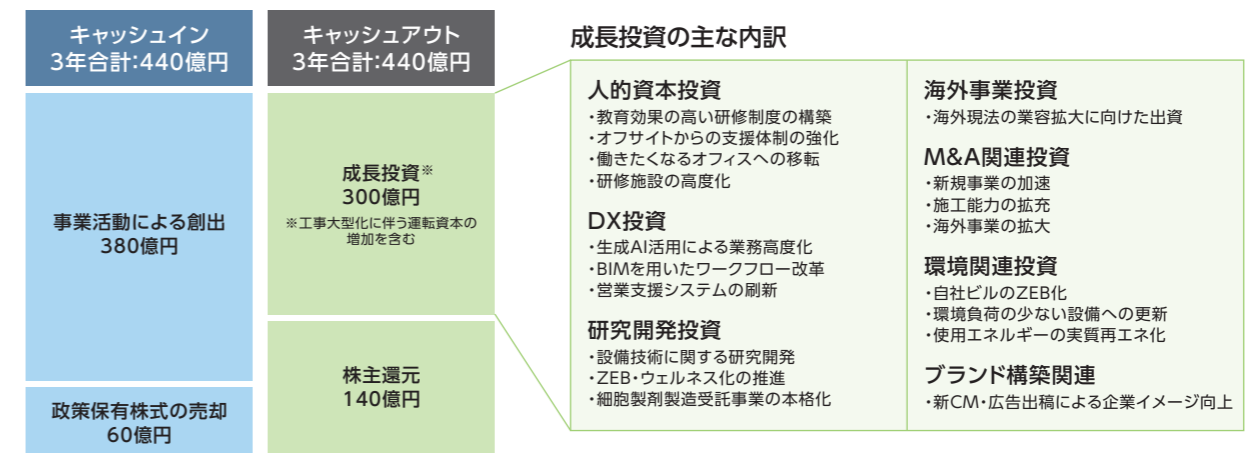 キャッシュイン
3年合計:440億円
事業活動による創出
380億円
政策保有株式の売却
60億円
キャッシュアウト
3年合計:440億円
成長投資※
300億円
※工事大型化に伴う運転資本の
増加を含む
株主還元
140億円
成長投資の主な内訳
人的資本投資
・教育効果の高い研修制度の構築
・オフサイトからの支援体制の強化
・働きたくなるオフィスへの移転
・研修施設の高度化
DX投資
・生成AI活用による業務高度化
・BIMを用いたワークフロー改革
・営業支援システムの刷新
研究開発投資
・設備技術に関する研究開発
・ZEB・ウェルネス化の推進
・細胞製剤製造受託事業の本格化
海外事業投資
・海外現法の業容拡大に向けた出資
M&A関連投資
・新規事業の加速
・施工能力の拡充
・海外事業の拡大
環境関連投資
・自社ビルのZEB化
・環境負荷の少ない設備への更新
・使用エネルギーの実質再エネ化
ブランド構築関連
・新CM・広告出稿による企業イメージ向上